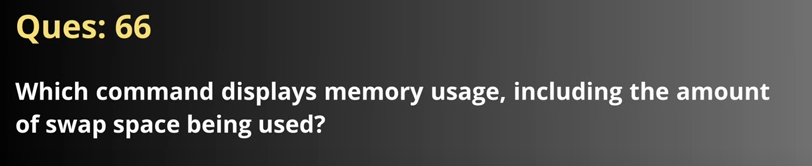 Ques: 66
Which command displays memory usage, including the amount
of swap space being used?